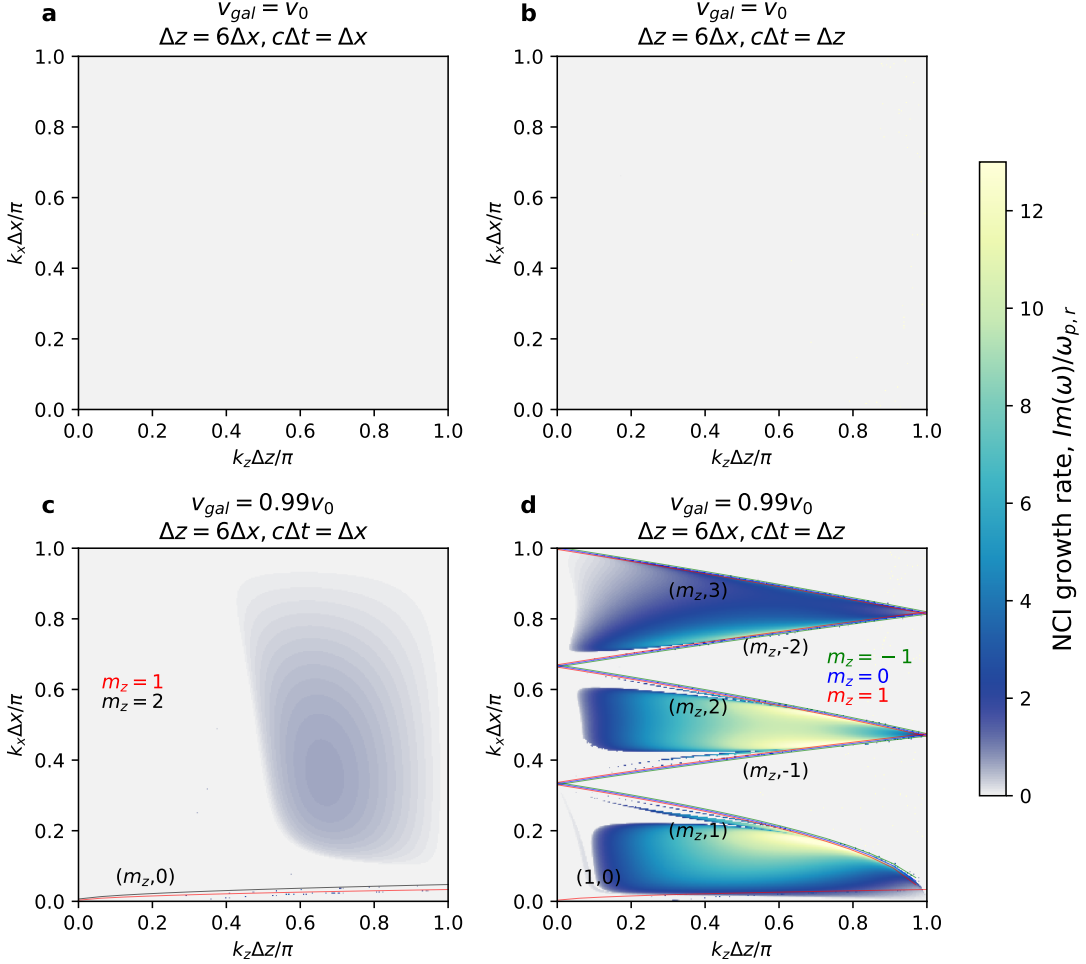 a
v_gal = v_0
Δz = 6Δx, cΔt = Δx
1.0
0.8
0.6
0.4
0.2
0.0
k_xΔx/π
0.0 0.2 0.4 0.6 0.8 1.0
k_zΔz/π
b
v_gal = v_0
Δz = 6Δx, cΔt = Δz
1.0
0.8
0.6
0.4
0.2
0.0
k_xΔx/π
0.0 0.2 0.4 0.6 0.8 1.0
k_zΔz/π
c
v_gal = 0.99v_0
Δz = 6Δx, cΔt = Δx
1.0
0.8
0.6
0.4
0.2
0.0
k_xΔx/π
m_z = 1
m_z = 2
(m_z,0)
0.0 0.2 0.4 0.6 0.8 1.0
k_zΔz/π
d
v_gal = 0.99v_0
Δz = 6Δx, cΔt = Δz
1.0
0.8
0.6
0.4
0.2
0.0
k_xΔx/π
(m_z,3)
(m_z,-2)
m_z = −1
m_z = 0
m_z = 1
(m_z,2)
(m_z,-1)
(m_z,1)
(1,0)
0.0 0.2 0.4 0.6 0.8 1.0
k_zΔz/π
12
10
8
6
4
2
0
NCI growth rate, Im(ω)/ω_p,r